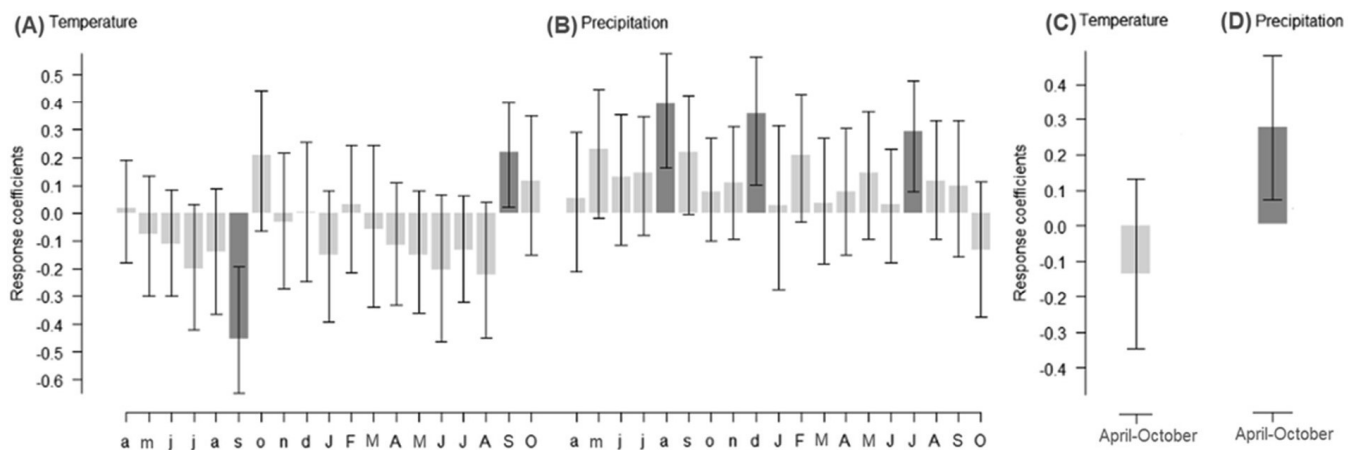 (A) Temperature
(B) Precipitation
(C) Temperature
(D) Precipitation
Response coefficients
0.5
0.4
0.3
0.2
0.1
0.0
-0.1
-0.2
-0.3
-0.4
-0.5
-0.6
a m j j a s o n d J F M A M J J A S O
a m j j a s o n d J F M A M J J A S O
Response coefficients
0.4
0.3
0.2
0.1
0.0
-0.1
-0.2
-0.3
-0.4
April-October
April-October